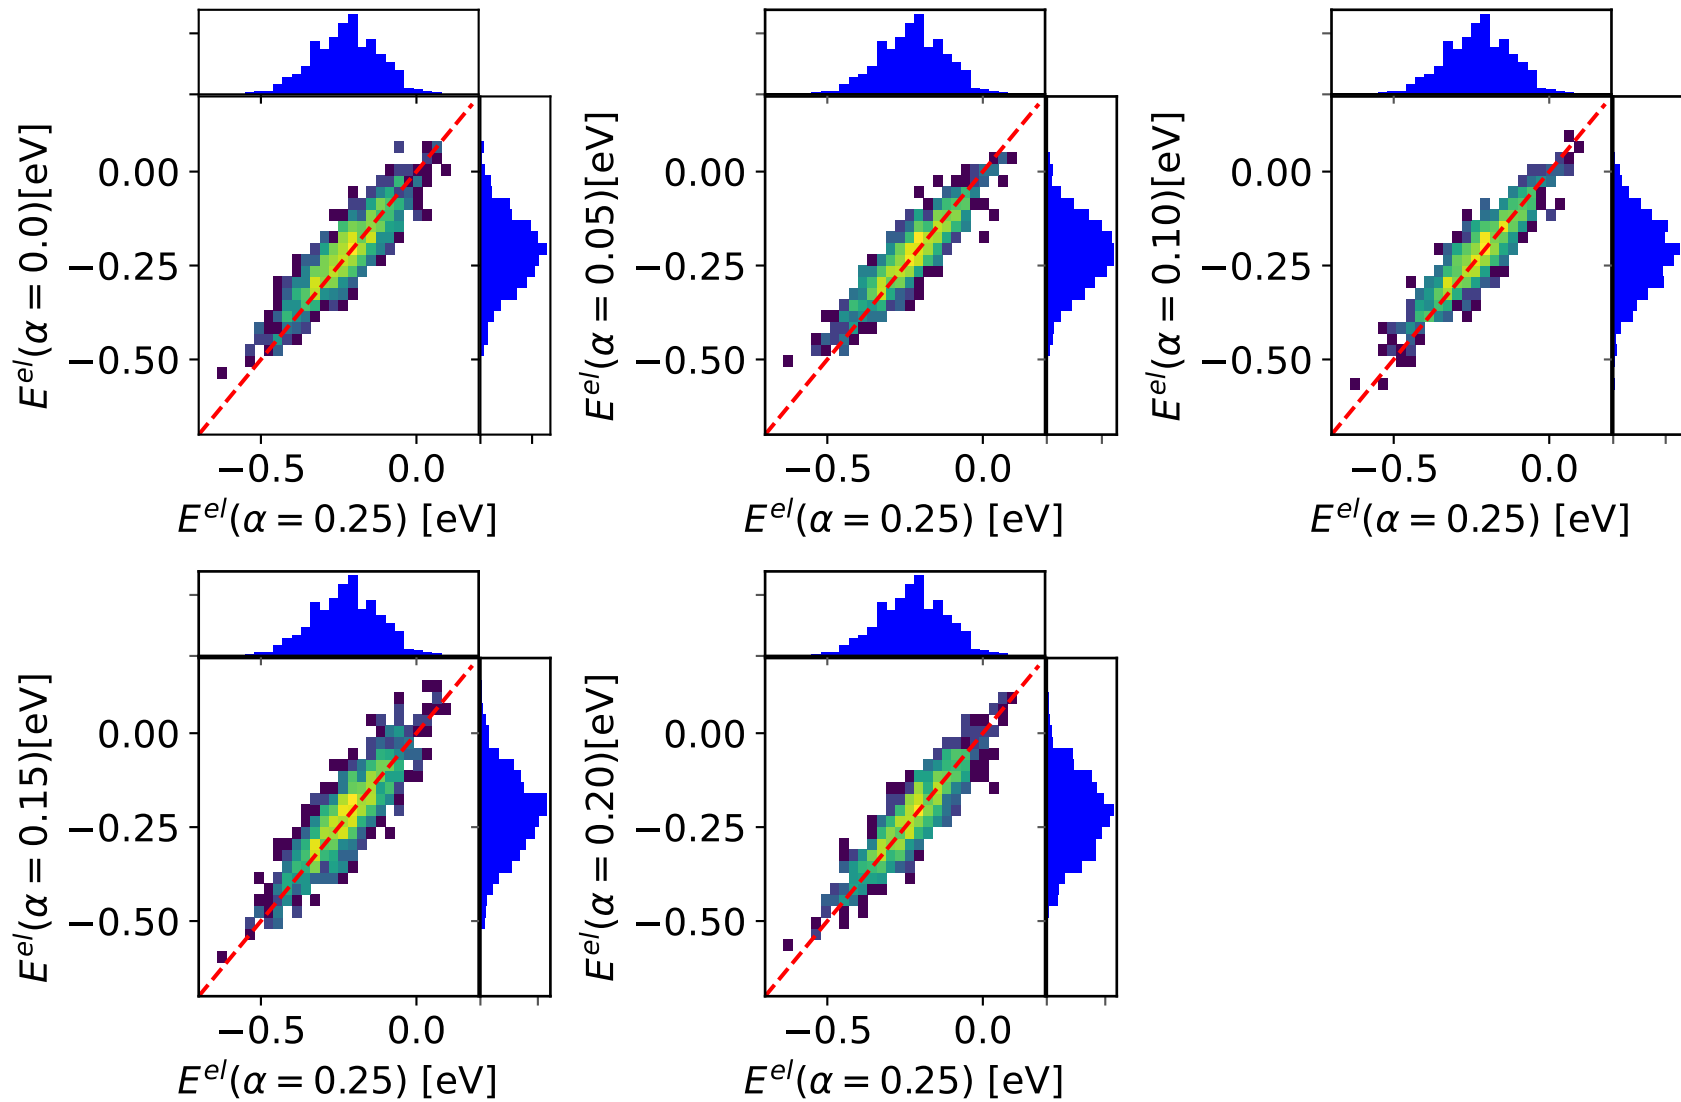 E^{el}(α = 0.0)[eV]
0.00
−0.25
−0.50
−0.5 0.0
E^{el}(α = 0.25) [eV]
E^{el}(α = 0.05)[eV]
0.00
−0.25
−0.50
−0.5 0.0
E^{el}(α = 0.25) [eV]
E^{el}(α = 0.10)[eV]
0.00
−0.25
−0.50
−0.5 0.0
E^{el}(α = 0.25) [eV]
E^{el}(α = 0.15)[eV]
0.00
−0.25
−0.50
−0.5 0.0
E^{el}(α = 0.25) [eV]
E^{el}(α = 0.20)[eV]
0.00
−0.25
−0.50
−0.5 0.0
E^{el}(α = 0.25) [eV]